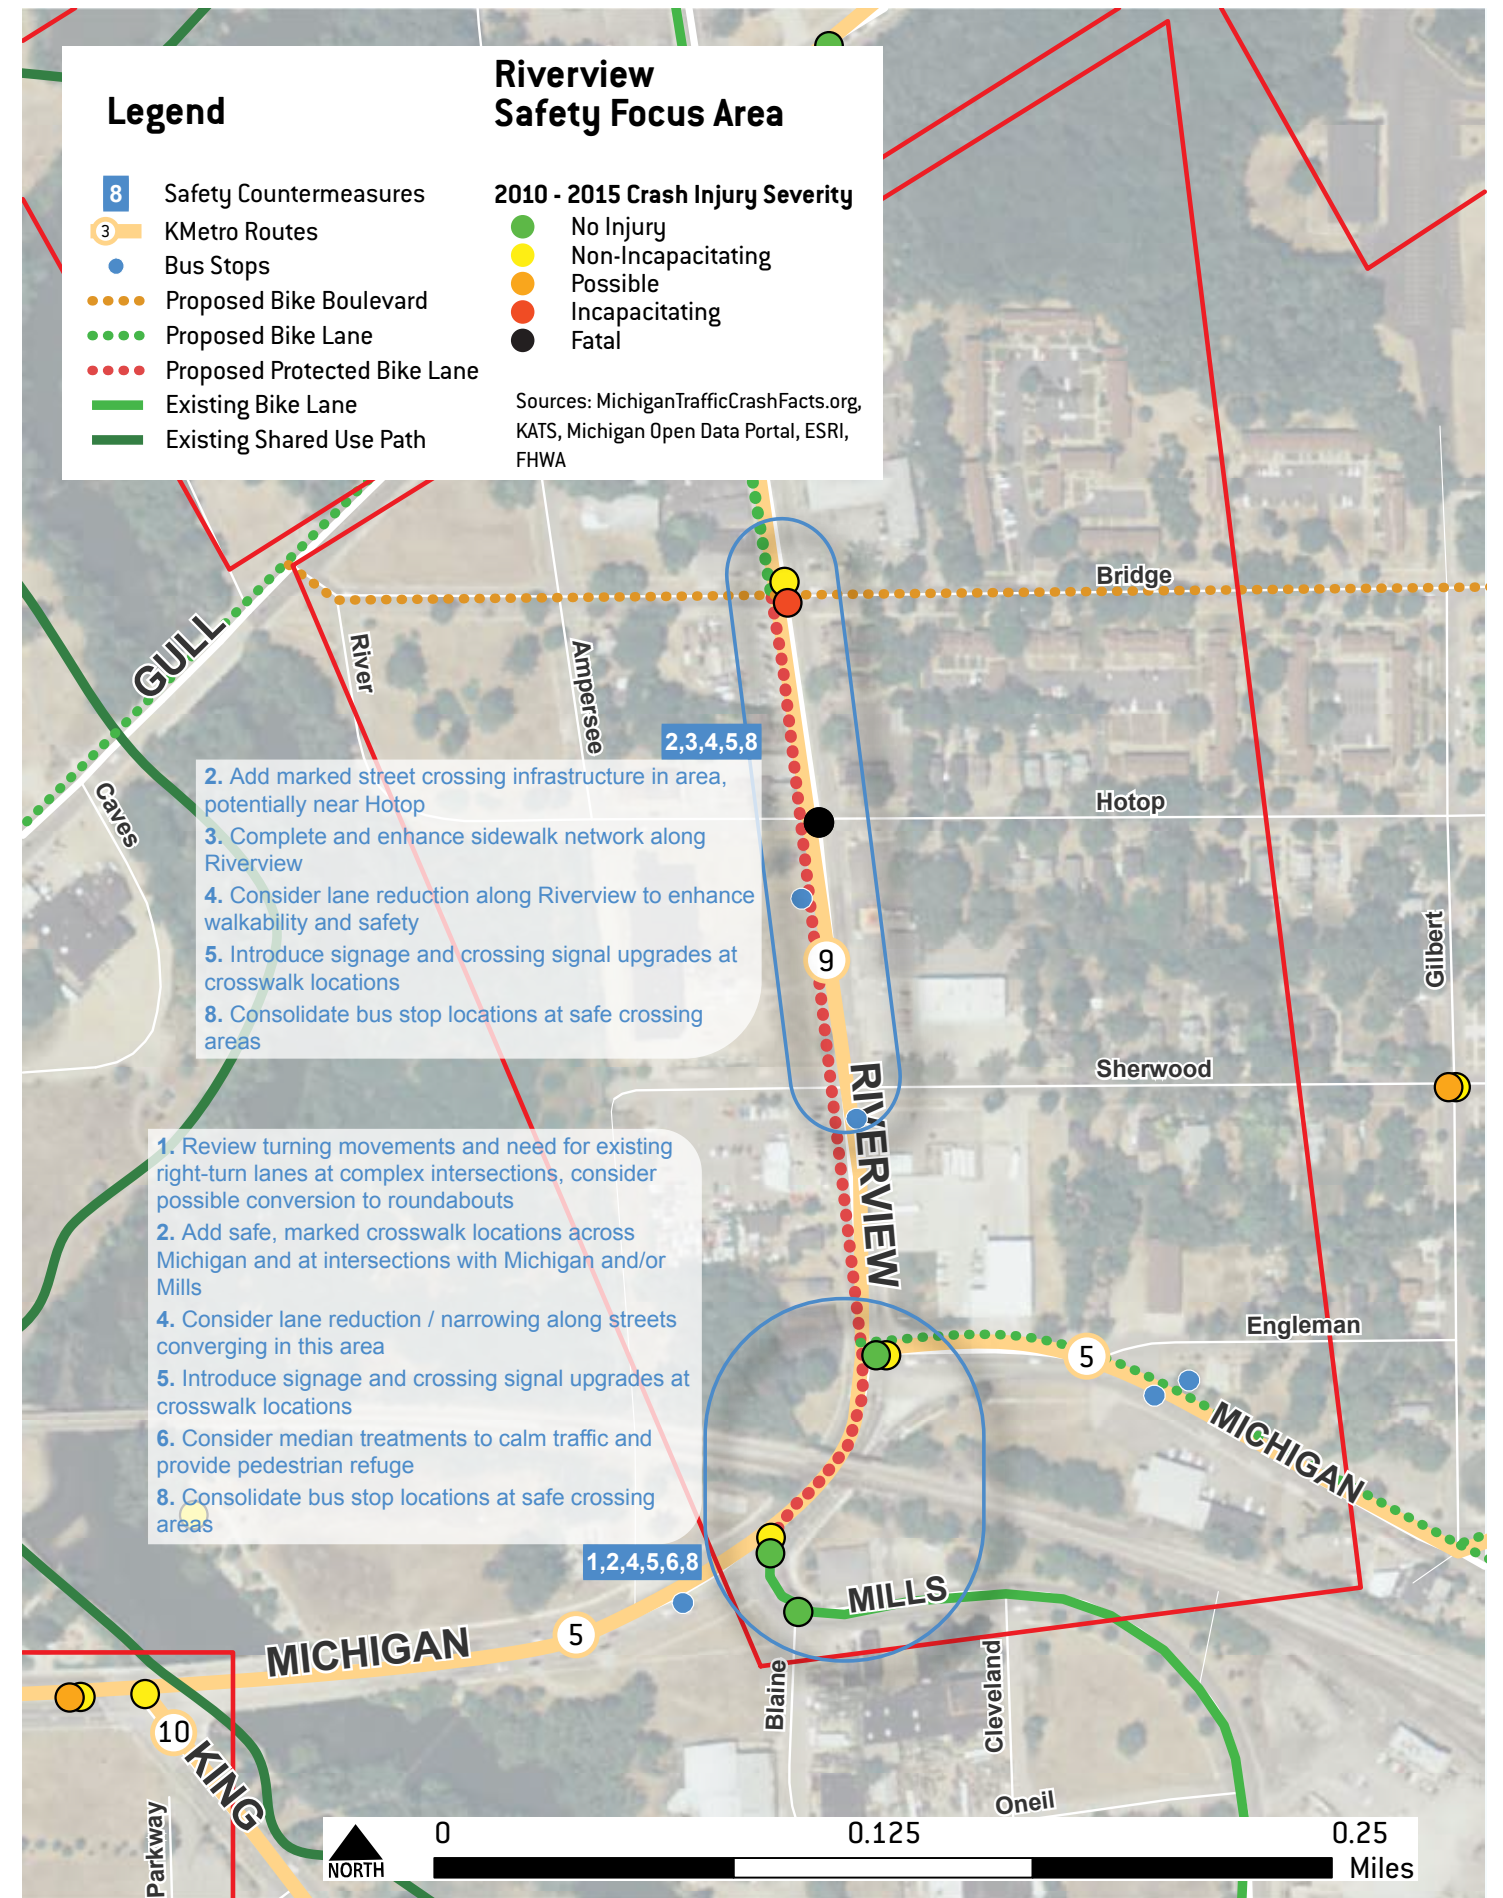 Legend
8 Safety Countermeasures
3 KMetro Routes
Bus Stops
Proposed Bike Boulevard
Proposed Bike Lane
Proposed Protected Bike Lane
Existing Bike Lane
Existing Shared Use Path
Riverview
Safety Focus Area
2010 - 2015 Crash Injury Severity
No Injury
Non-Incapacitating
Possible
Incapacitating
Fatal
Sources: MichiganTrafficCrashFacts.org,
KATS, Michigan Open Data Portal, ESRI,
FHWA
Bridge
GULL
River
Ampersee
2,3,4,5,8
2. Add marked street crossing infrastructure in area,
potentially near Hotop
3. Complete and enhance sidewalk network along
Riverview
4. Consider lane reduction along Riverview to enhance
walkability and safety
5. Introduce signage and crossing signal upgrades at
crosswalk locations
8. Consolidate bus stop locations at safe crossing
areas
Caves
Hotop
Gilbert
9
Sherwood
RIVERVIEW
1. Review turning movements and need for existing
right-turn lanes at complex intersections, consider
possible conversion to roundabouts
2. Add safe, marked crosswalk locations across
Michigan and at intersections with Michigan and/or
Mills
4. Consider lane reduction / narrowing along streets
converging in this area
5. Introduce signage and crossing signal upgrades at
crosswalk locations
6. Consider median treatments to calm traffic and
provide pedestrian refuge
8. Consolidate bus stop locations at safe crossing
areas
1,2,4,5,6,8
Engleman
5
MICHIGAN
MILLS
5
MICHIGAN
Blaine
Cleveland
10
KING
Oneil
Parkway
NORTH
0 0.125 0.25
Miles